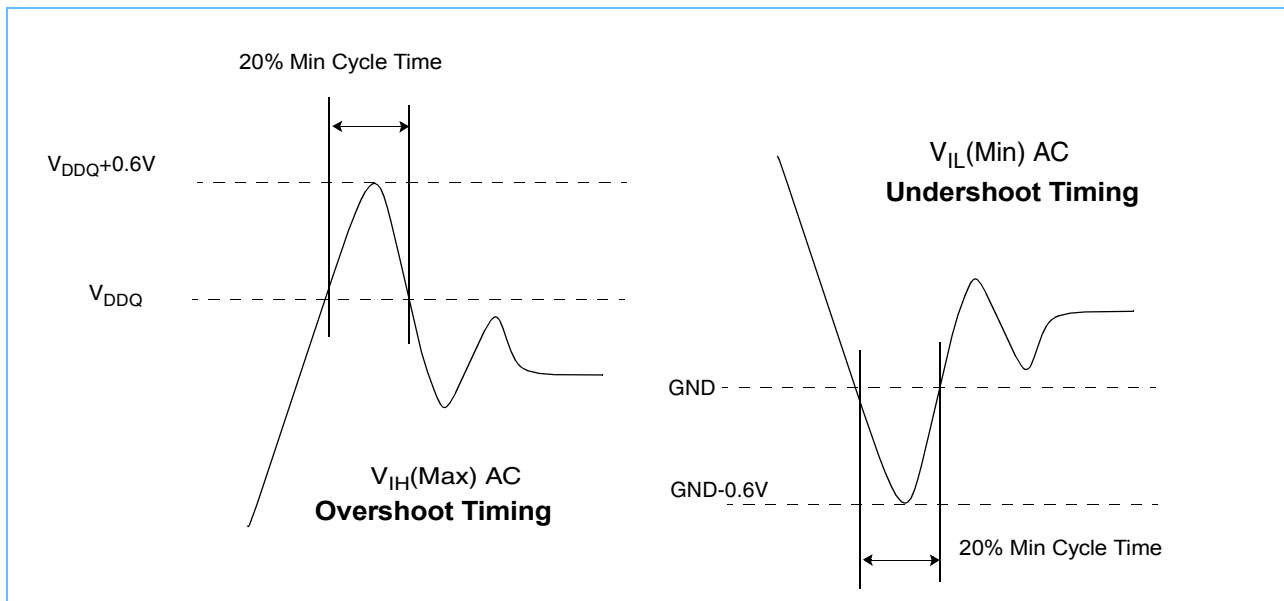 20% Min Cycle Time
VDDQ+0.6V
VDDQ
VIH(Max) AC
Overshoot Timing
VIL(Min) AC
Undershoot Timing
GND
GND-0.6V
20% Min Cycle Time